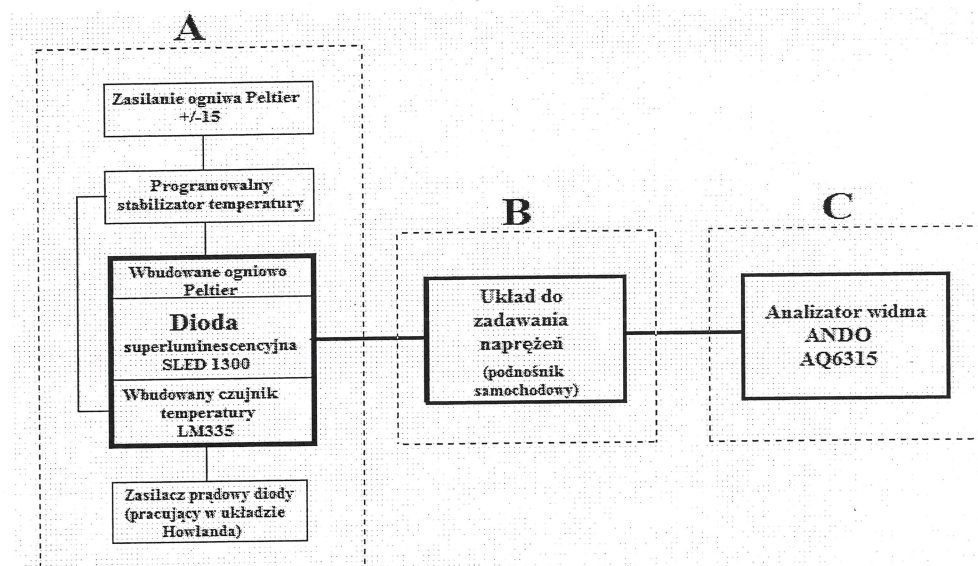 A
Zasilanie ogniwa Peltier
+/-15
Programowalny
stabilizator temperatury
Wbudowane ogniowo
Peltier
Dioda
superluminescencyjna
SLED 1300
Wbudowany czujnik
temperatury
LM335
Zasilacz prądowy diody
(pracujący w układzie
Howlanda)
B
Układ do
zadawania
naprężeń
(podnośnik
samochodowy)
C
Analizator widma
ANDO
AQ6315